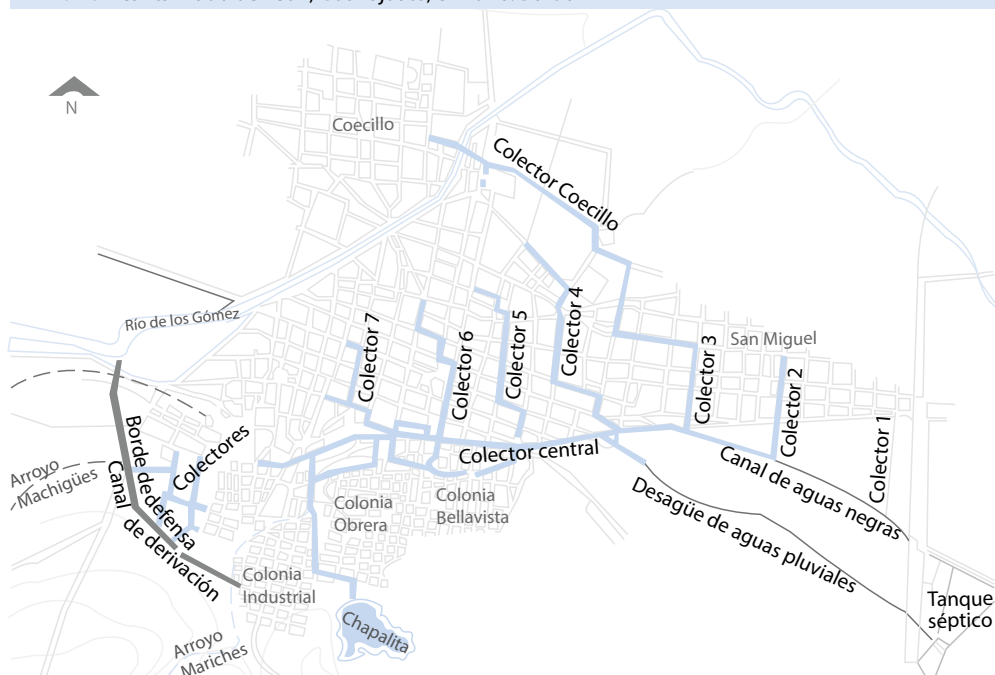 Coecillo
N
Colector Coecillo
Río de los Gómez
Colector 7
Colector 6
Colector 5
Colector 4
San Miguel
Colector 3
Colector 2
Colector 1
Colectores
Borde de defensa
Canal
de derivación
Arroyo
Machigües
Colector central
Canal de aguas negras
Colonia
Obrera
Colonia
Bellavista
Desagüe de aguas pluviales
Colonia
Industrial
Tanque
séptico
Chapalita
Arroyo
Mariches